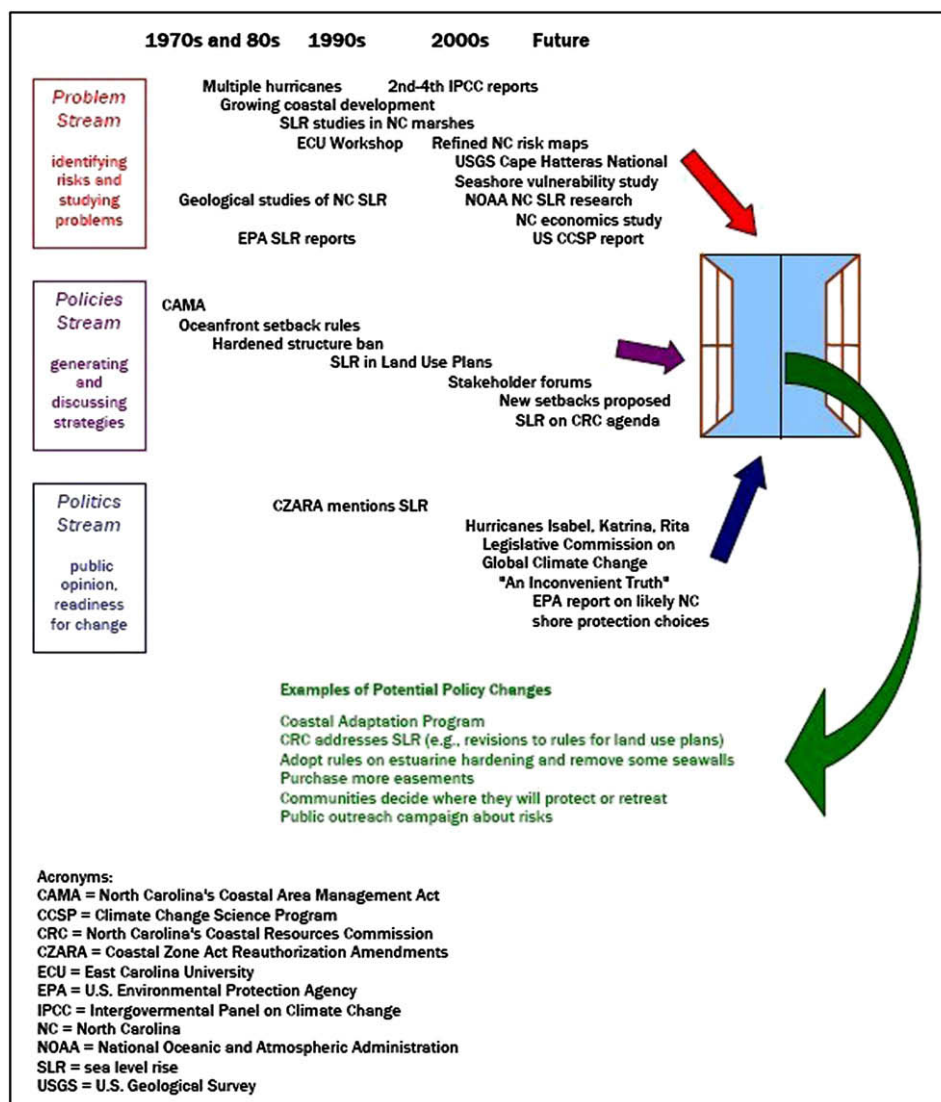 1970s and 80s 1990s 2000s Future
Problem
Stream
identifying
risks and
studying
problems
Multiple hurricanes 2nd-4th IPCC reports
Growing coastal development
SLR studies in NC marshes
ECU Workshop Refined NC risk maps
USGS Cape Hatteras National
Seashore vulnerability study
Geological studies of NC SLR NOAA NC SLR research
NC economics study
EPA SLR reports US CCSP report
Policies
Stream
generating
and
discussing
strategies
CAMA
Oceanfront setback rules
Hardened structure ban
SLR in Land Use Plans
Stakeholder forums
New setbacks proposed
SLR on CRC agenda
Politics
Stream
public
opinion,
readiness
for change
CZARA mentions SLR
Hurricanes Isabel, Katrina, Rita
Legislative Commission on
Global Climate Change
"An Inconvenient Truth"
EPA report on likely NC
shore protection choices
Examples of Potential Policy Changes
Coastal Adaptation Program
CRC addresses SLR (e.g., revisions to rules for land use plans)
Adopt rules on estuarine hardening and remove some seawalls
Purchase more easements
Communities decide where they will protect or retreat
Public outreach campaign about risks
Acronyms:
CAMA = North Carolina's Coastal Area Management Act
CCSP = Climate Change Science Program
CRC = North Carolina's Coastal Resources Commission
CZARA = Coastal Zone Act Reauthorization Amendments
ECU = East Carolina University
EPA = U.S. Environmental Protection Agency
IPCC = Intergovermental Panel on Climate Change
NC = North Carolina
NOAA = National Oceanic and Atmospheric Administration
SLR = sea level rise
USGS = U.S. Geological Survey